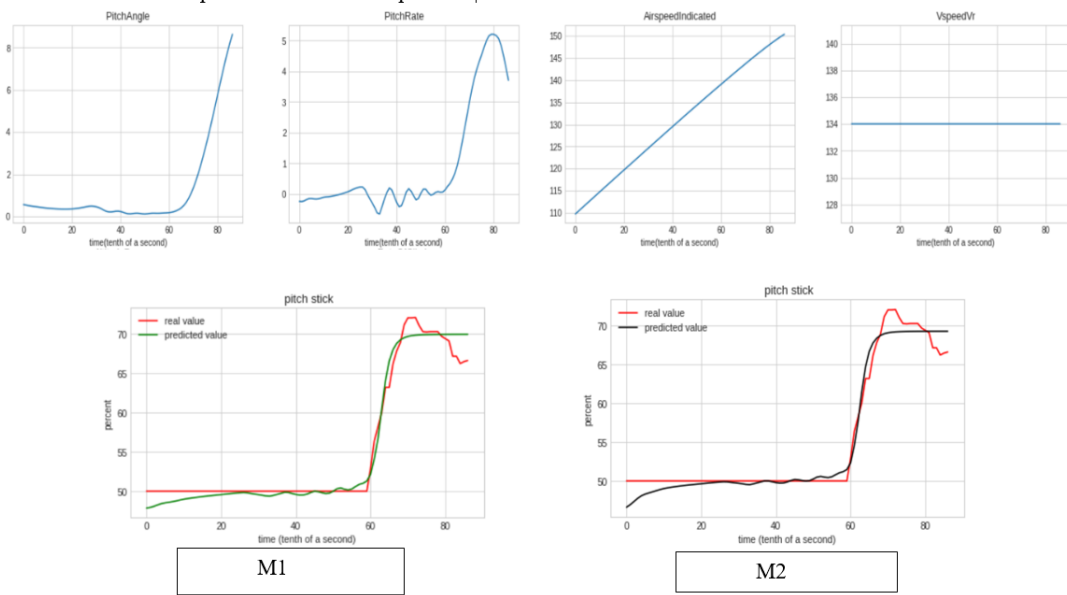 PitchAngle
8
6
4
2
0
0 20 40 60 80
time(tenth of a second)
PitchRate
5
4
3
2
1
0
0 20 40 60 80
time(tenth of a second)
AirspeedIndicated
150
145
140
135
130
125
120
115
110
0 20 40 60 80
time(tenth of a second)
VspeedVr
140
138
136
134
132
130
128
0 20 40 60 80
time(tenth of a second)
pitch stick
real value
predicted value
percent
70
65
60
55
50
0 20 40 60 80
time (tenth of a second)
M1
pitch stick
real value
predicted value
percent
70
65
60
55
50
0 20 40 60 80
time (tenth of a second)
M2